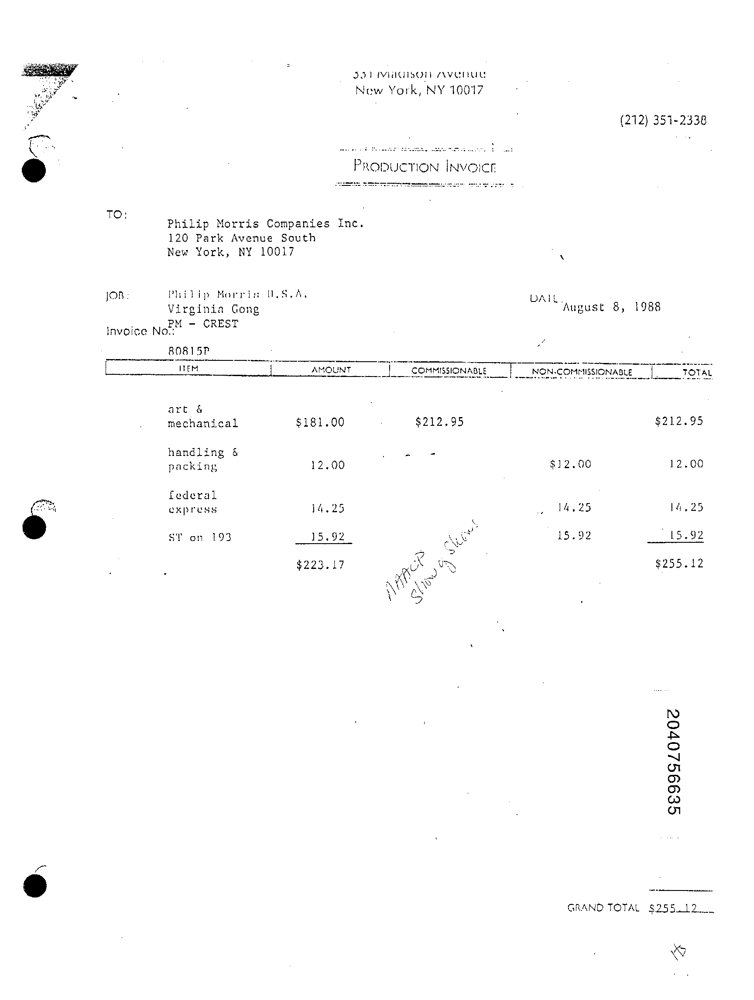 331 Madison Avenue
New York, NY 10017
(212) 351-2338
PRODUCTION INVOICE
TO:
Philip Morris Companies Inc.
120 Park Avenue South
New York, NY 10017
JOB: Philip Morris U.S.A.
Virginia Gong
DATE: August 8, 1988
PM - CREST
Invoice No.:
80815P
ITEM AMOUNT COMMISSIONABLE NON-COMMISSIONABLE TOTAL
art &
mechanical $181.00 $212.95 $212.95
handling &
packing 12.00 - - $12.00 12.00
federal
express 14.25 14.25 14.25
ST on 193 15.92 15.92 15.92
$223.17 $255.12
NAACP
Show of Shows
2040756635
GRAND TOTAL $255.12